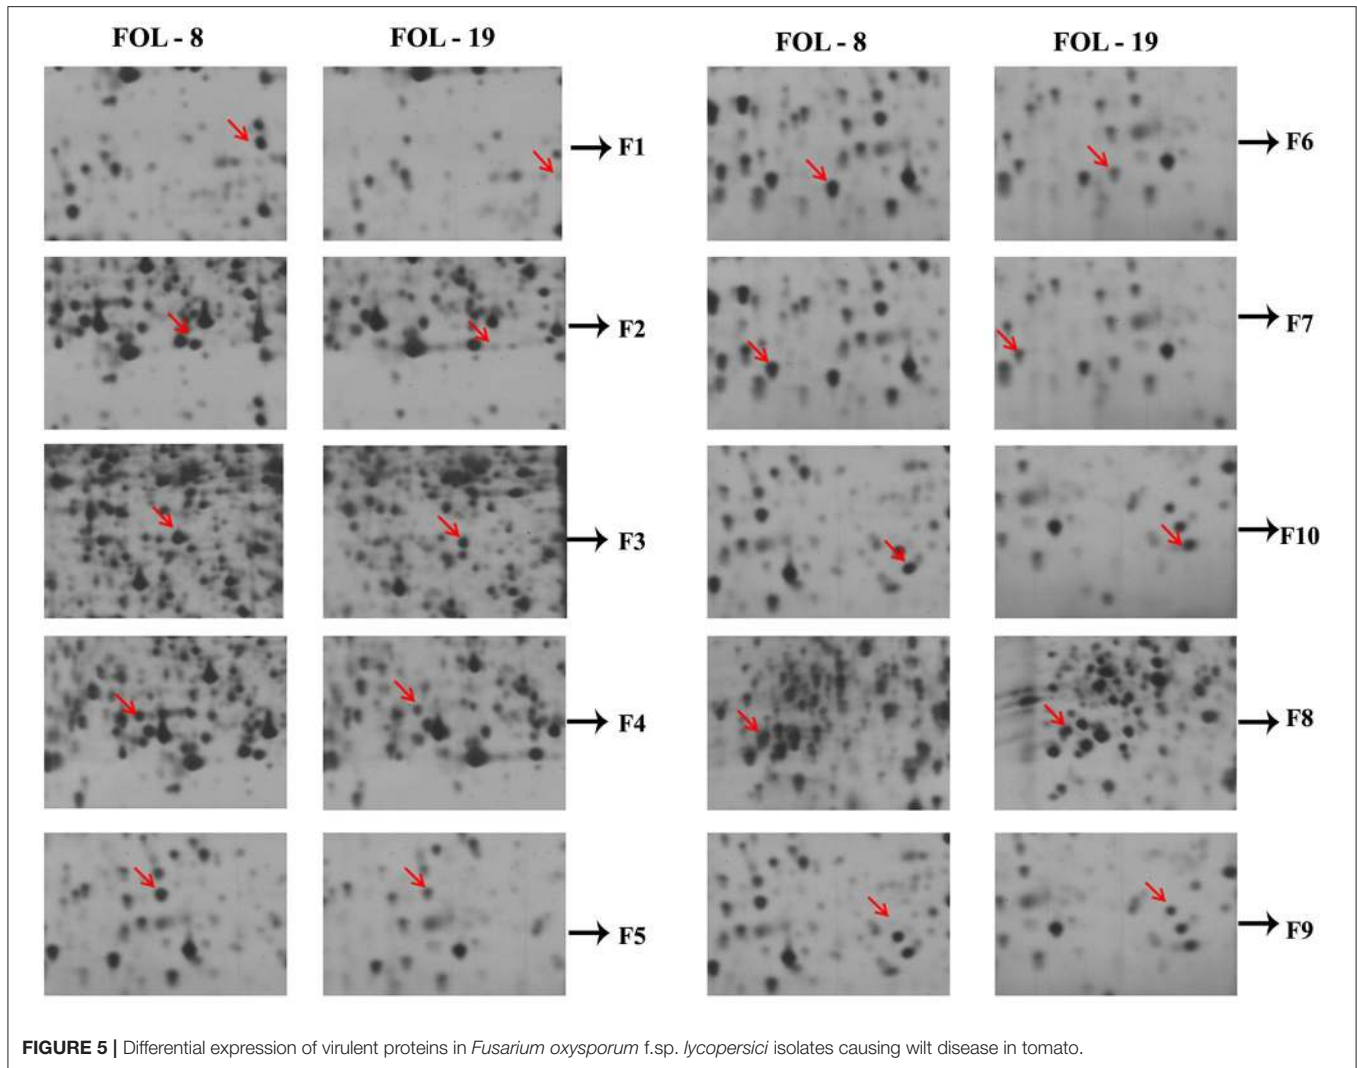 FOL - 8 FOL - 19 FOL - 8 FOL - 19
F1 F6
F2 F7
F3 F10
F4 F8
F5 F9
FIGURE 5 | Differential expression of virulent proteins in Fusarium oxysporum f.sp. lycopersici isolates causing wilt disease in tomato.